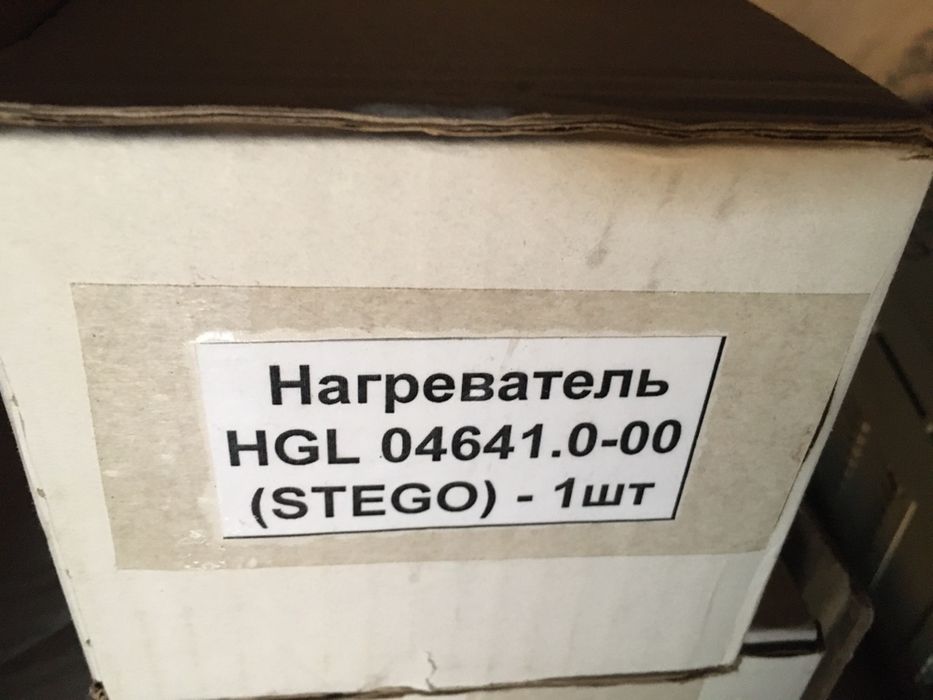 Нагреватель
HGL 04641.0-00
(STEGO) - 1шт